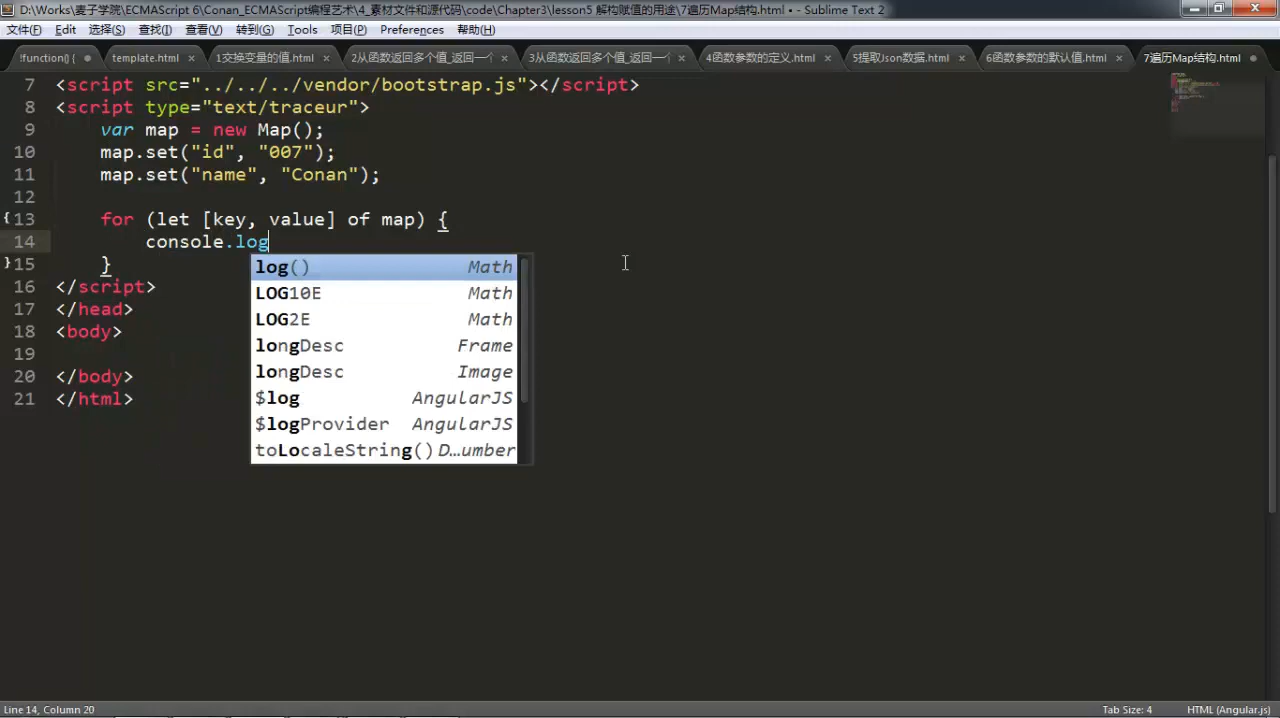 D:\Works\麦子学院\ECMAScript 6\Conan_ECMAScript编程艺术\4_素材文件和源代码\code\Chapter3\lesson5 解构赋值的用途\7遍历Map结构.html • - Sublime Text 2
文件(F) Edit 选择(S) 查找(I) 查看(V) 转到(G) Tools 项目(P) Preferences 帮助(H)
!function() { template.html × 1交换变量的值.html × 2从函数返回多个值_返回一个 × 3从函数返回多个值_返回一个 × 4函数参数的定义.html × 5提取Json数据.html × 6函数参数的默认值.html × 7遍历Map结构.html
7 <script src="../../../vendor/bootstrap.js"></script>
8 <script type="text/traceur">
9 var map = new Map();
10 map.set("id", "007");
11 map.set("name", "Conan");
12
13 for (let [key, value] of map) {
14 console.log
15 }
16 </script>
17 </head>
18 <body>
19
20 </body>
21 </html>
log() Math
LOG10E Math
LOG2E Math
longDesc Frame
longDesc Image
$log AngularJS
$logProvider AngularJS
toLocaleString() D…umber
Line 14, Column 20 Tab Size: 4 HTML (Angular.js)